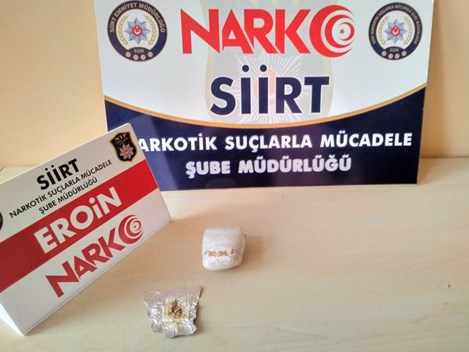 NARKO
SİİRT
NARKOTİK SUÇLARLA MÜCADELE
ŞUBE MÜDÜRLÜĞÜ
SİİRT
NARKOTİK SUÇLARLA MÜCADELE
ŞUBE MÜDÜRLÜĞÜ
EROİN
NARKO